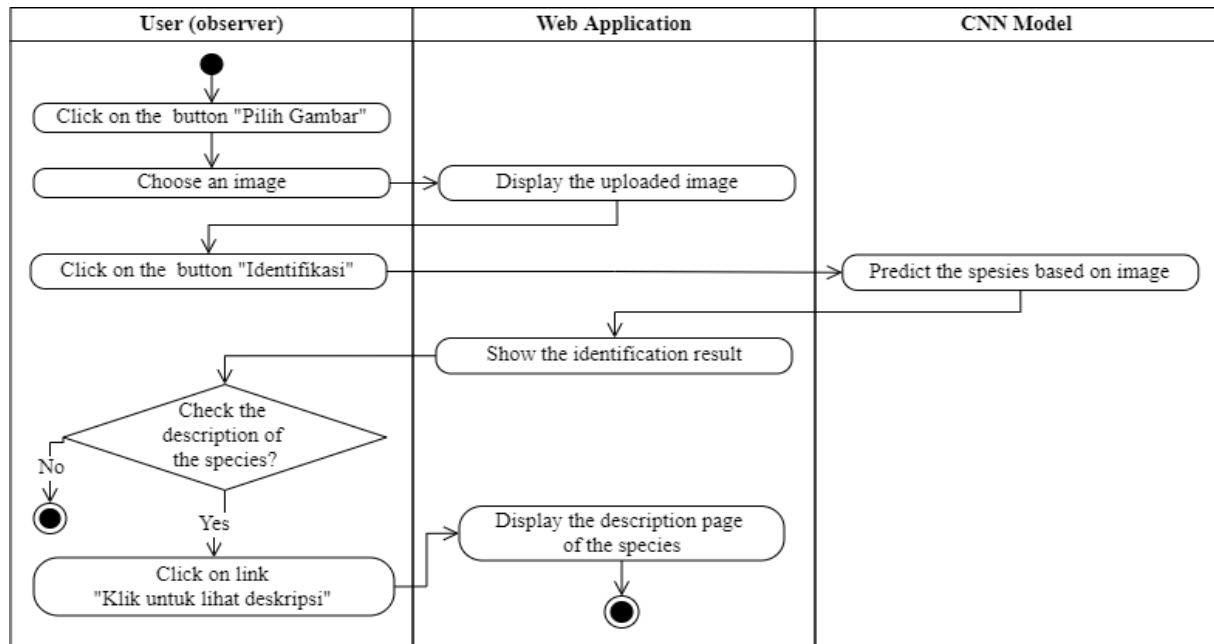 User (observer)
Web Application
CNN Model
Click on the button "Pilih Gambar"
Choose an image
Display the uploaded image
Click on the button "Identifikasi"
Predict the spesies based on image
Show the identification result
Check the
description of
the species?
No
Yes
Click on link
"Klik untuk lihat deskripsi"
Display the description page
of the species